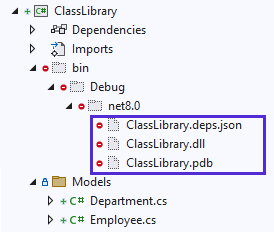 ClassLibrary
Dependencies
Imports
bin
Debug
net8.0
ClassLibrary.deps.json
ClassLibrary.dll
ClassLibrary.pdb
Models
Department.cs
Employee.cs